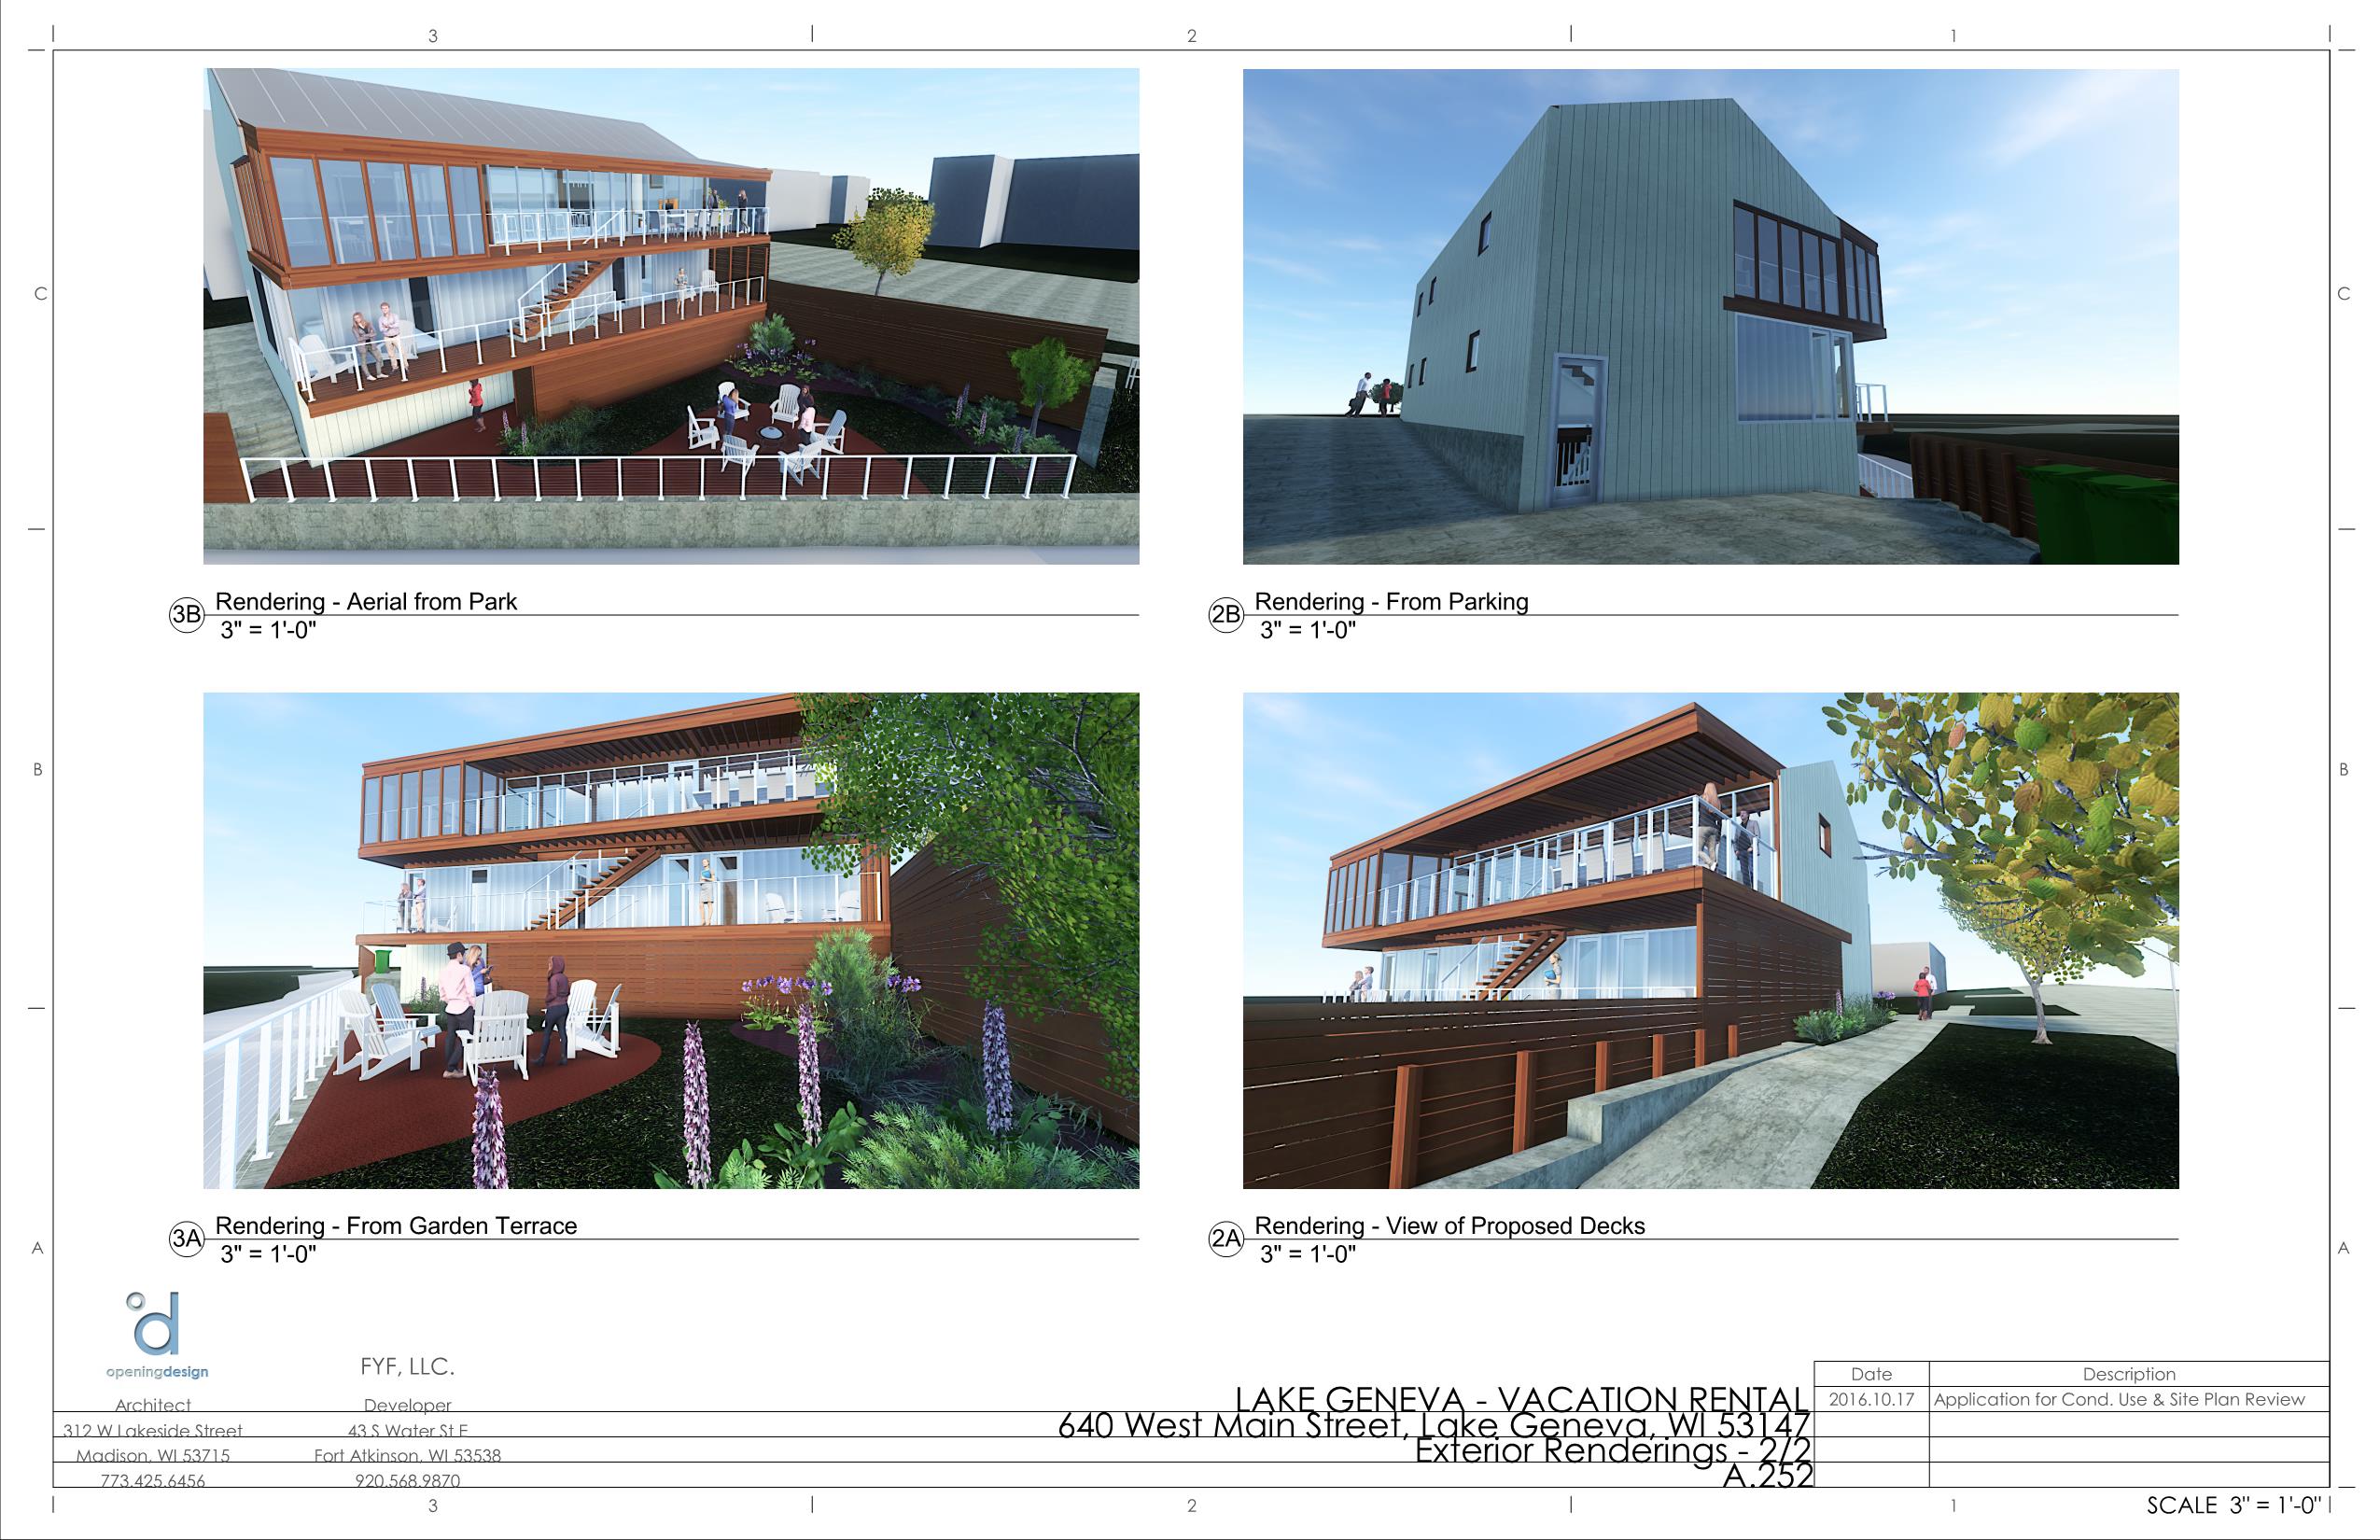 3 2 1
C C
Rendering - Aerial from Park
3B
3" = 1'-0"
Rendering - From Parking
2B
3" = 1'-0"
B B
Rendering - From Garden Terrace
3A
3" = 1'-0"
Rendering - View of Proposed Decks
2A
3" = 1'-0"
A A
d
openingdesign
Architect
312 W Lakeside Street
Madison, WI 53715
773.425.6456
FYF, LLC.
Developer
43 S Water St E
Fort Atkinson, WI 53538
920.568.9870
LAKE GENEVA - VACATION RENTAL
640 West Main Street, Lake Geneva, WI 53147
Exterior Renderings - 2/2
A.252
Date Description
2016.10.17 Application for Cond. Use & Site Plan Review
3 2 1
SCALE 3" = 1'-0"